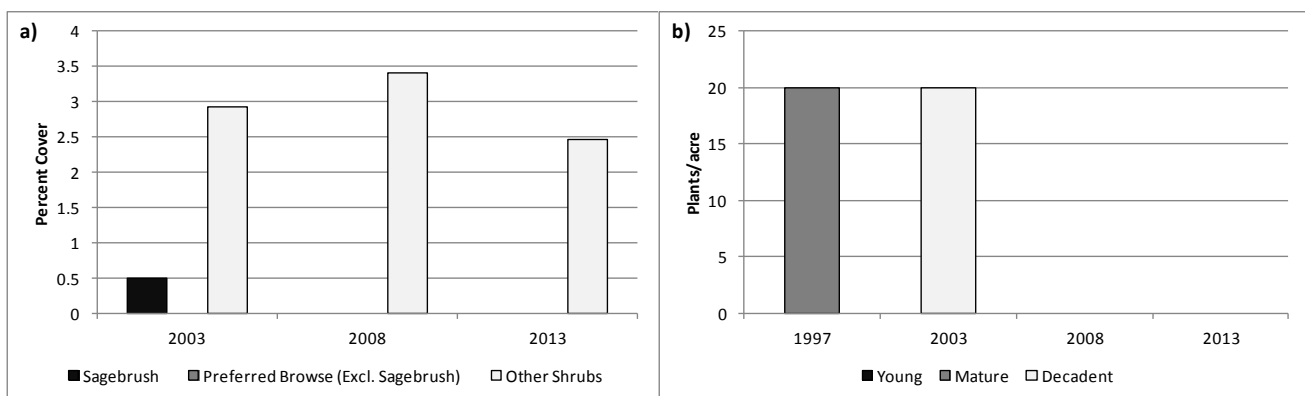 a)
Percent Cover
4
3.5
3
2.5
2
1.5
1
0.5
0
2003 2008 2013
Sagebrush Preferred Browse (Excl. Sagebrush) Other Shrubs
b)
Plants/acre
25
20
15
10
5
0
1997 2003 2008 2013
Young Mature Decadent